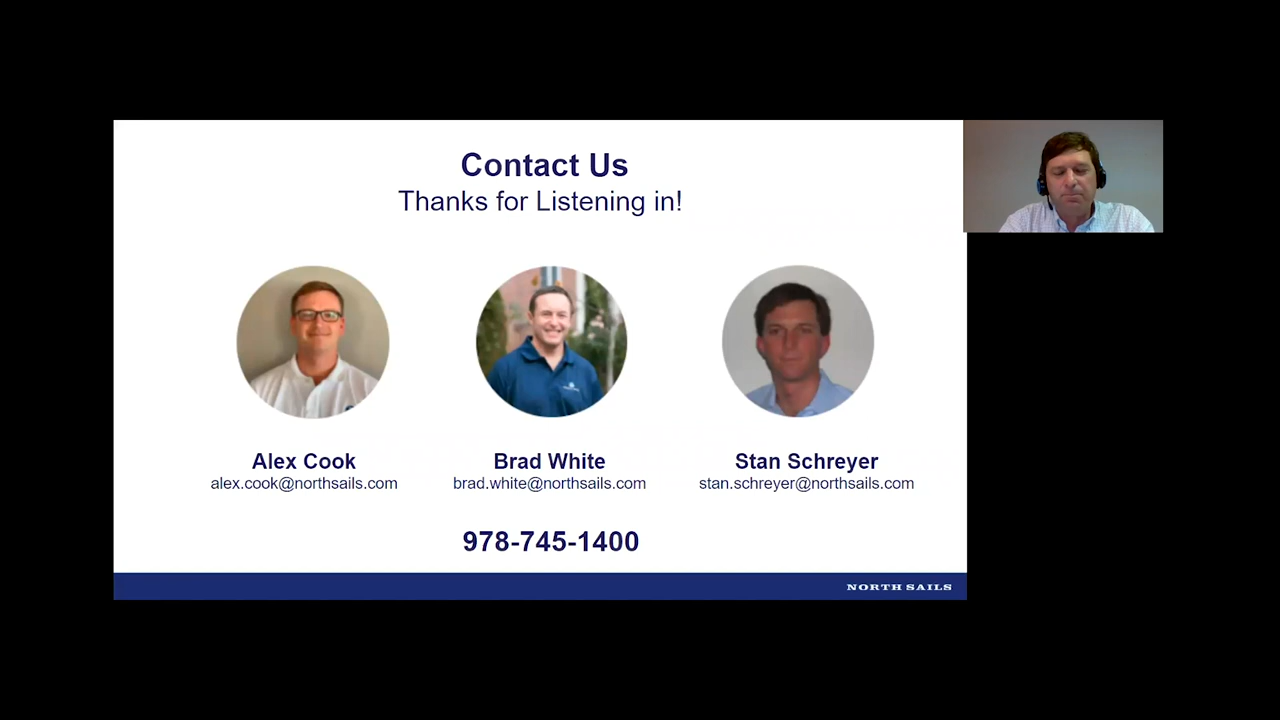 Contact Us
Thanks for Listening in!
Alex Cook
alex.cook@northsails.com
Brad White
brad.white@northsails.com
Stan Schreyer
stan.schreyer@northsails.com
978-745-1400
NORTH SAILS